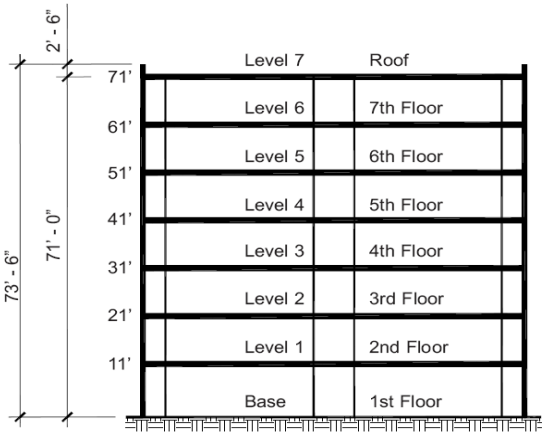 2' - 6"
Level 7 Roof
71'
Level 6 7th Floor
61'
Level 5 6th Floor
51'
Level 4 5th Floor
41'
Level 3 4th Floor
31'
Level 2 3rd Floor
21'
Level 1 2nd Floor
11'
Base 1st Floor
71' - 0"
73' - 6"